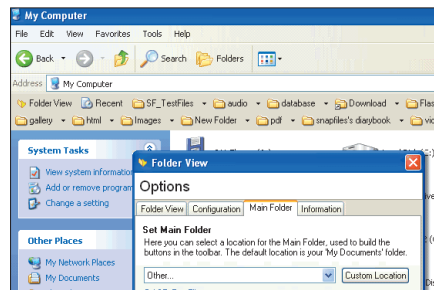 My Computer
File Edit View Favorites Tools Help
Back Search Folders
Address My Computer
Folder View Recent SF_TestFiles audio database Download
gallery html Images New Folder pdf snapfiles's diarybook
System Tasks
View system information
Add or remove
Change a setting
Other Places
My Network Places
My Documents
Folder View
Options
Folder View Configuration Main Folder Information
Set Main Folder
Here you can select a location for the Main Folder, used to build the
buttons in the toolbar. The default location is your 'My Documents' folder.
Other... Custom Location